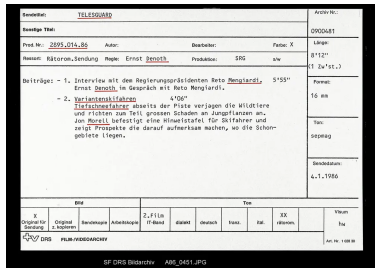 Sendetitel: TELESGUARD
Archiv Nr.:
0900481
Sonstige Titel:
Prod. Nr.: 2895.014.86 Autor: Bearbeiter: Farbe: X
Länge:
8'12"
(1 Zw'st.)
Ressort: Rätorom.Sendung Regie: Ernst Denoth Produktion: SRG s/w
Beiträge: - 1. Interview mit dem Regierungspräsidenten Reto Mengiardi, 5'55"
Ernst Denoth im Gespräch mit Reto Mengiardi.
Format:
16 mm
- 2. Variantenskifahren 4'06"
Tiefschneefahrer abseits der Piste verjagen die Wildtiere
und richten zum Teil grossen Schaden an Jungpflanzen an.
Jon Morell befestigt eine Hinweistafel für Skifahrer und
zeigt Prospekte die darauf aufmerksam machen, wo die Schon-
gebiete liegen.
Ton:
sepmag
Sendedatum:
4.1.1986
Bild Ton
X 2.Film XX
Original für Sendung Original z. kopieren Sendekopie Arbeitskopie IT-Band dialekt deutsch franz. ital. rätorom.
Visum
DRS FILM-/VIDEOARCHIV
SF DRS Bildarchiv A86_0451.JPG